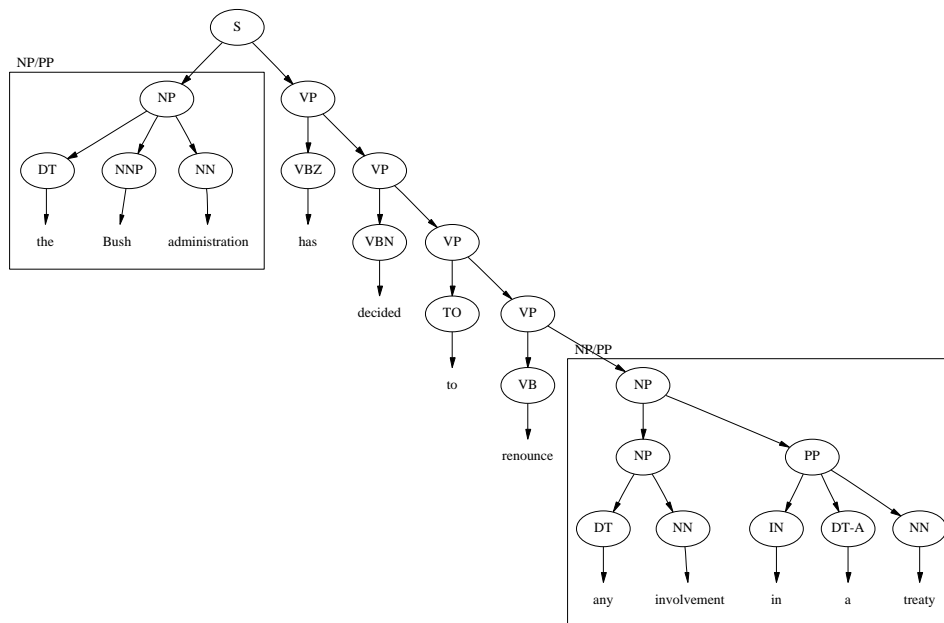 S
NP/PP
NP VP
DT NNP NN VBZ VP
the Bush administration has VBN VP
decided TO VP
NP/PP
to VB NP
renounce NP PP
DT NN IN DT-A NN
any involvement in a treaty